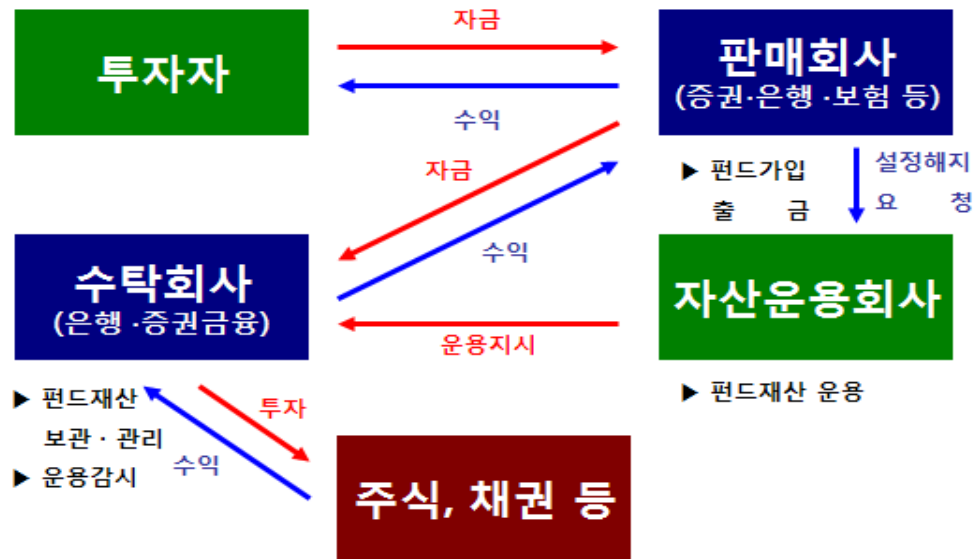 자금
투자자
판매회사
(증권·은행 ·보험 등)
수익
자금
▶ 펀드가입
출 금
설정해지
요 청
수익
수탁회사
(은행 ·증권금융)
자산운용회사
운용지시
▶ 펀드재산
보관 · 관리
▶ 운용감시
투자
수익
▶ 펀드재산 운용
주식, 채권 등